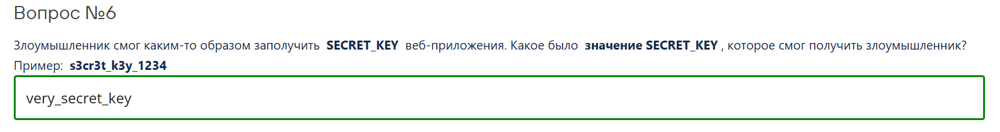 Вопрос №6
Злоумышленник смог каким-то образом заполучить SECRET_KEY веб-приложения. Какое было значение SECRET_KEY , которое смог получить злоумышленник?
Пример: s3cr3t_k3y_1234
very_secret_key